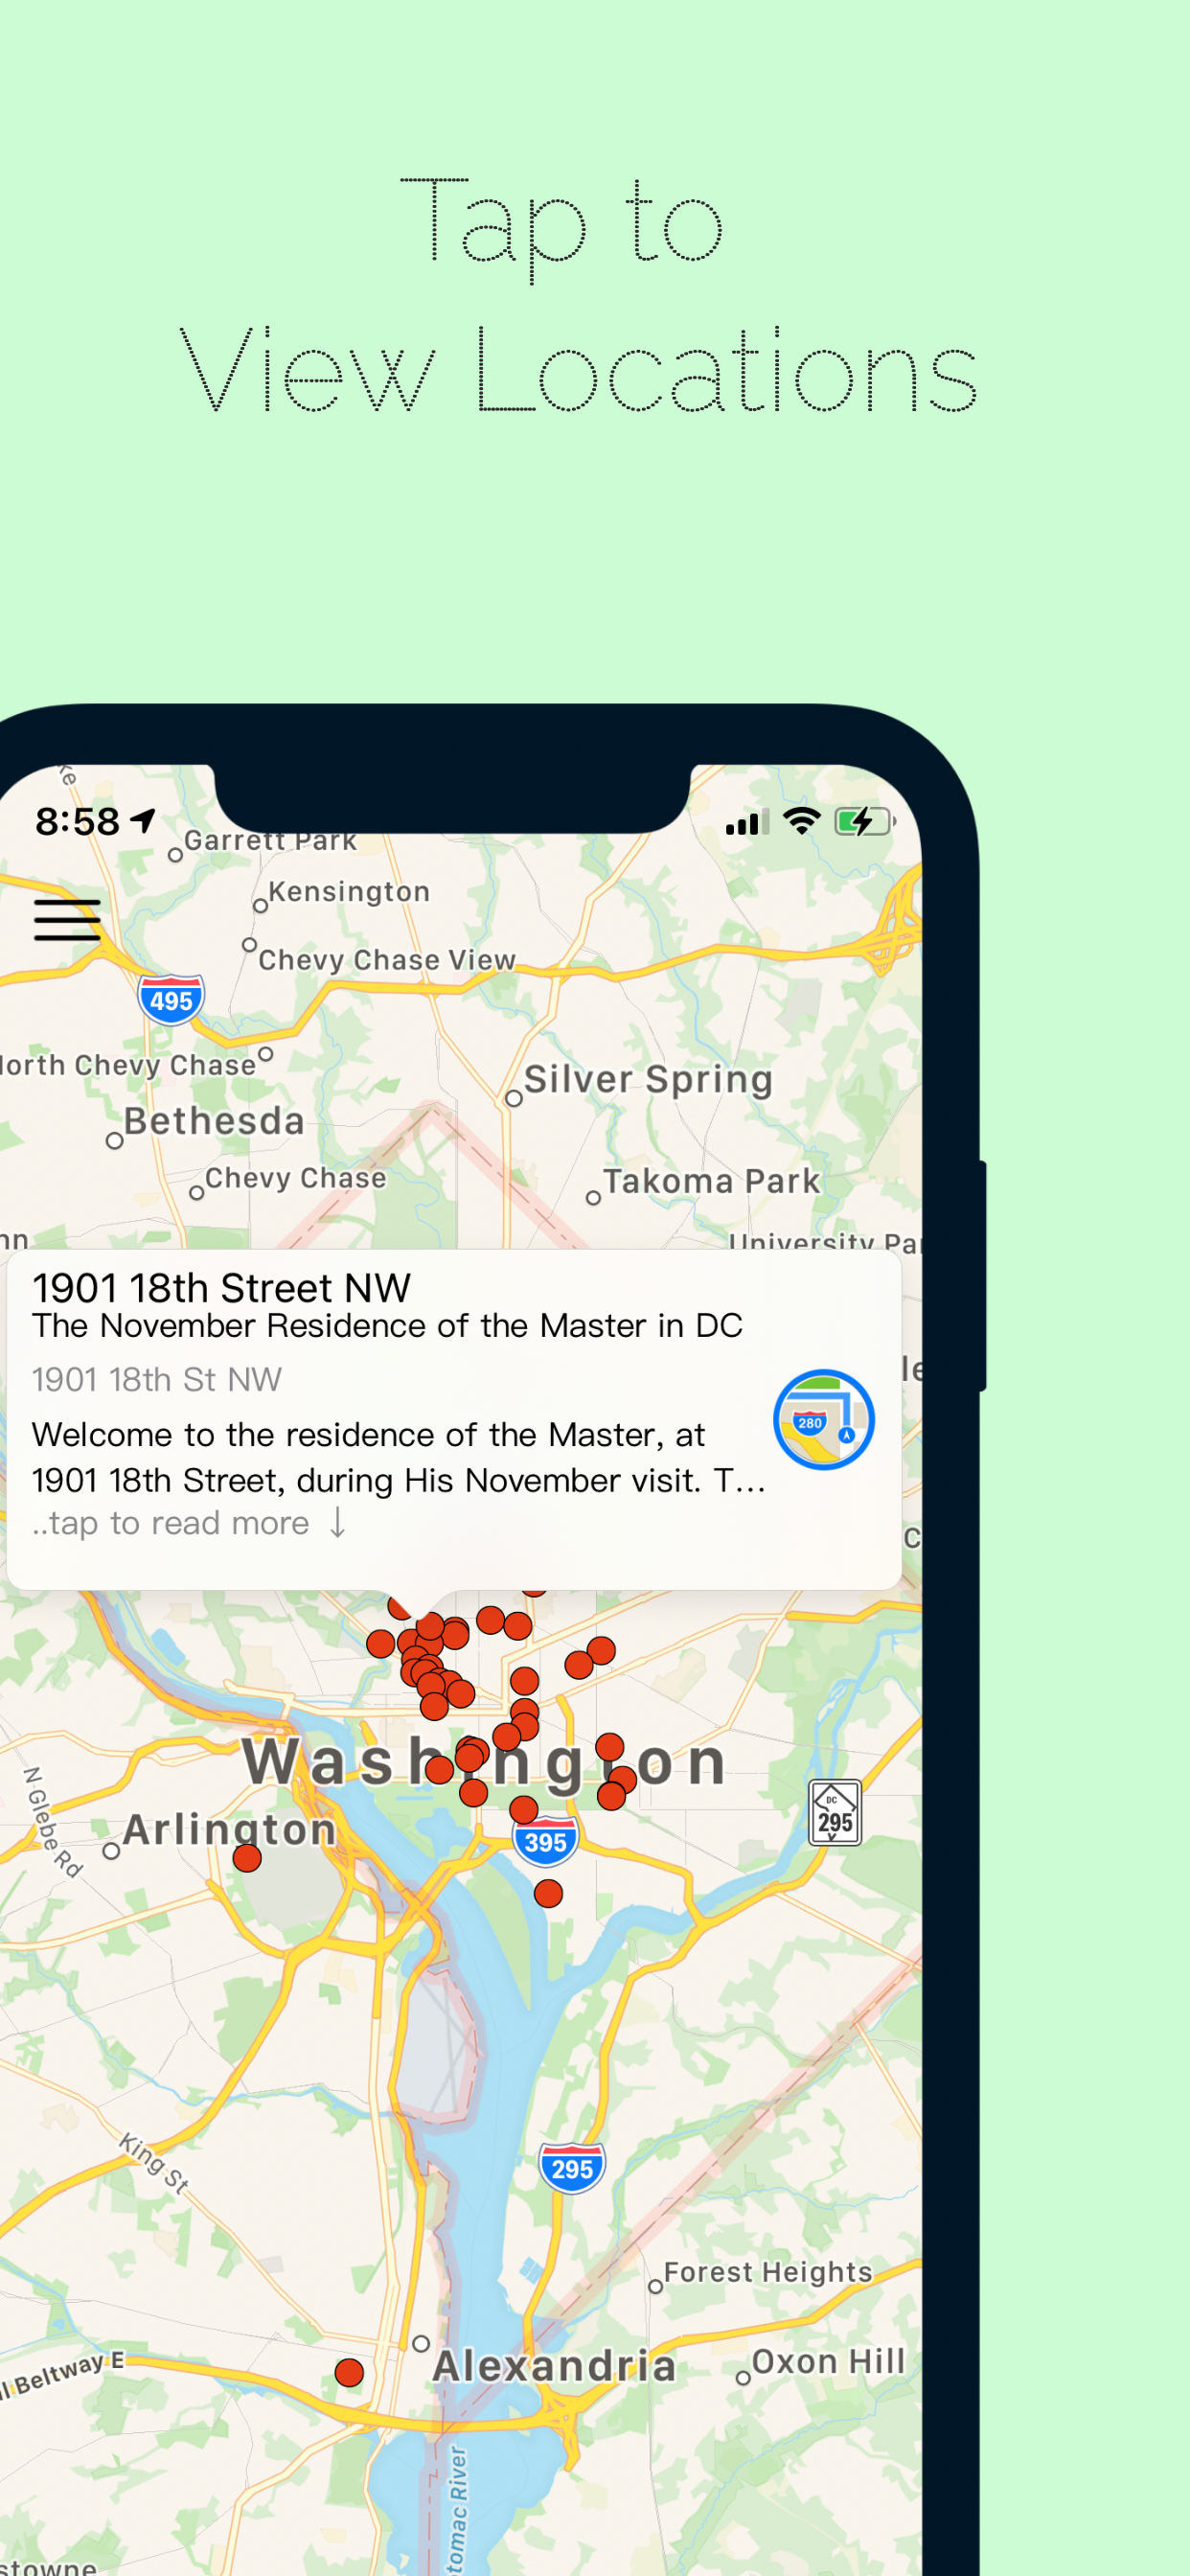 Tap to
View Locations
8:58
Garrett Park
Kensington
Chevy Chase View
495
North Chevy Chase
Silver Spring
Bethesda
Chevy Chase
Takoma Park
University Par
1901 18th Street NW
The November Residence of the Master in DC
1901 18th St NW
Welcome to the residence of the Master, at
1901 18th Street, during His November visit. T...
..tap to read more ↓
280
Washington
N Glebe Rd
Arlington
395
DC
295
King St
295
Forest Heights
Alexandria
Oxon Hill
Beltway E
tomac River
stowne